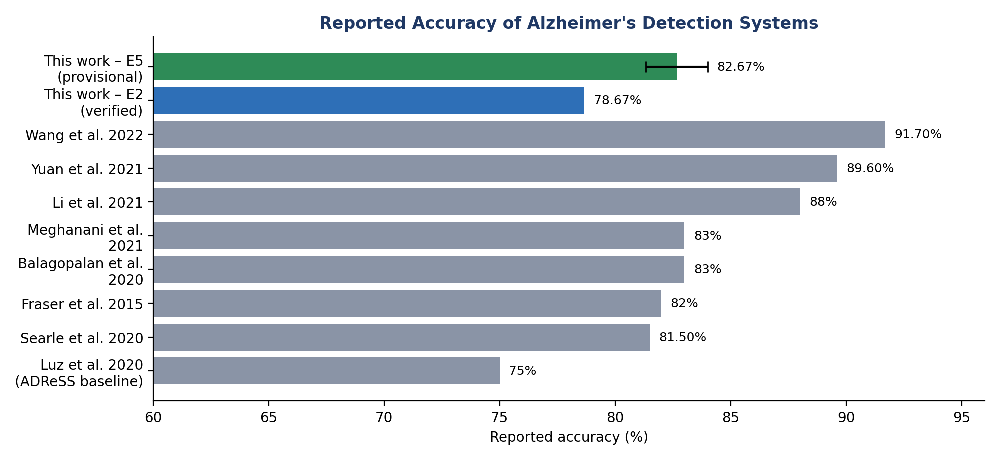 Reported Accuracy of Alzheimer's Detection Systems
This work – E5
(provisional)
82.67%
This work – E2
(verified)
78.67%
Wang et al. 2022
91.70%
Yuan et al. 2021
89.60%
Li et al. 2021
88%
Meghanani et al.
2021
83%
Balagopalan et al.
2020
83%
Fraser et al. 2015
82%
Searle et al. 2020
81.50%
Luz et al. 2020
(ADReSS baseline)
75%
60 65 70 75 80 85 90 95
Reported accuracy (%)